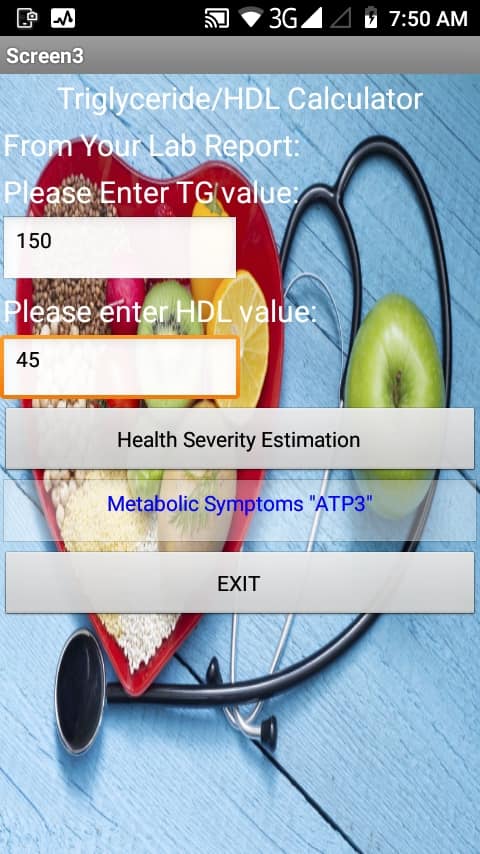 3G 7:50 AM
Screen3
Triglyceride/HDL Calculator
From Your Lab Report:
Please Enter TG value:
150
Please enter HDL value:
45
Health Severity Estimation
Metabolic Symptoms "ATP3"
EXIT